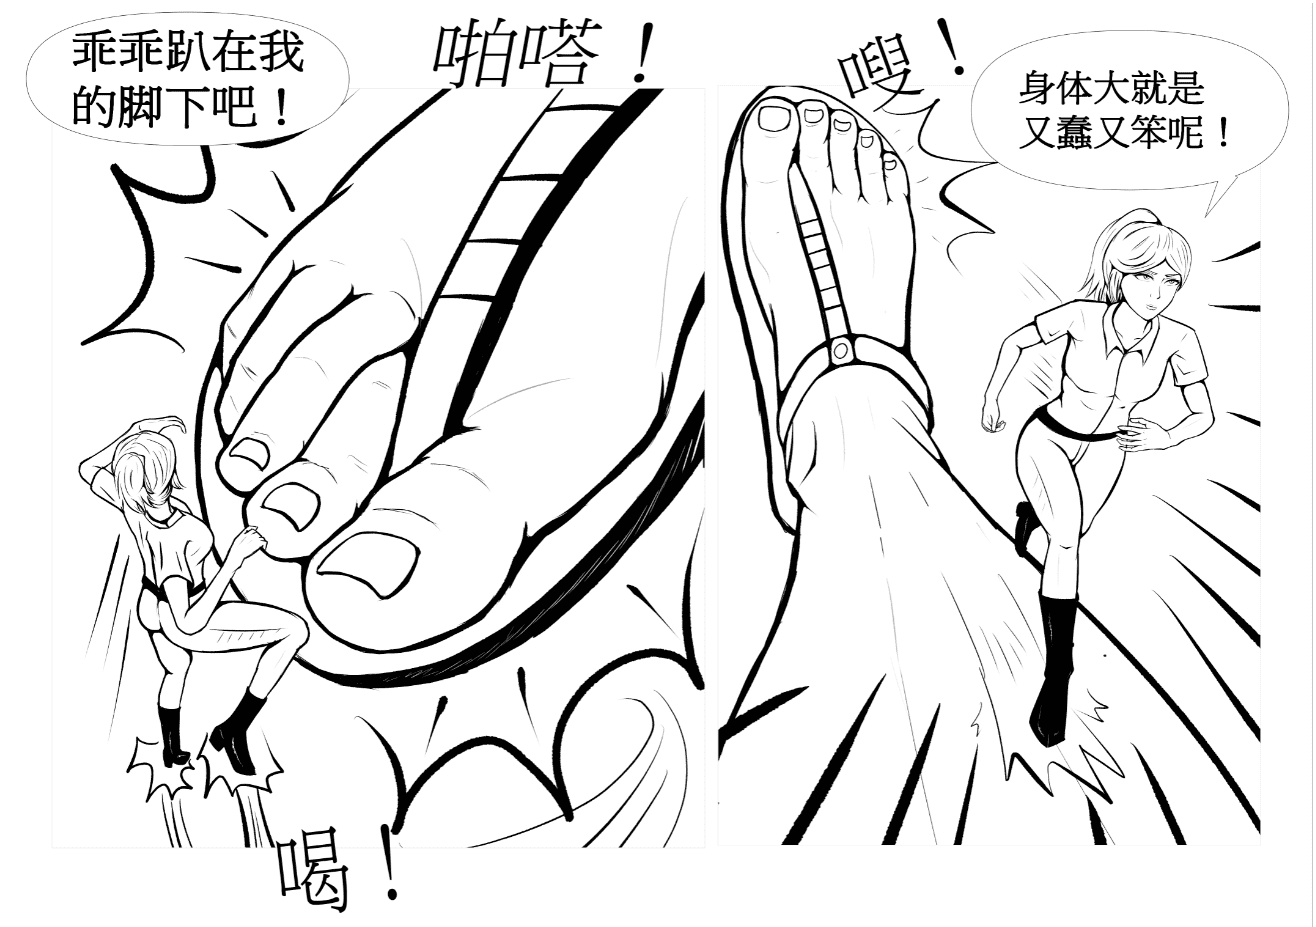 乖乖趴在我
的脚下吧！
啪嗒！
喝！
嗖！
身体大就是
又蠢又笨呢！